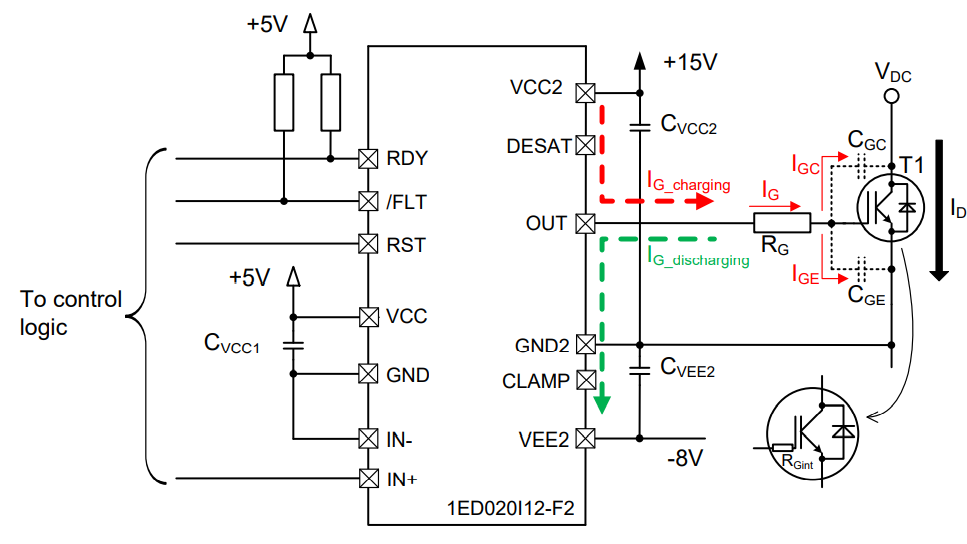 +5V
+15V
VCC2
VDC
CVCC2
CGC
DESAT
T1
RDY
IGC
IG_charging
IG
/FLT
ID
OUT
RST
RG
IG_discharging
IGE
+5V
CGE
To control
logic
VCC
CVCC1
GND2
GND
CLAMP
CVEE2
IN-
VEE2
-8V
RGint
IN+
1ED020I12-F2